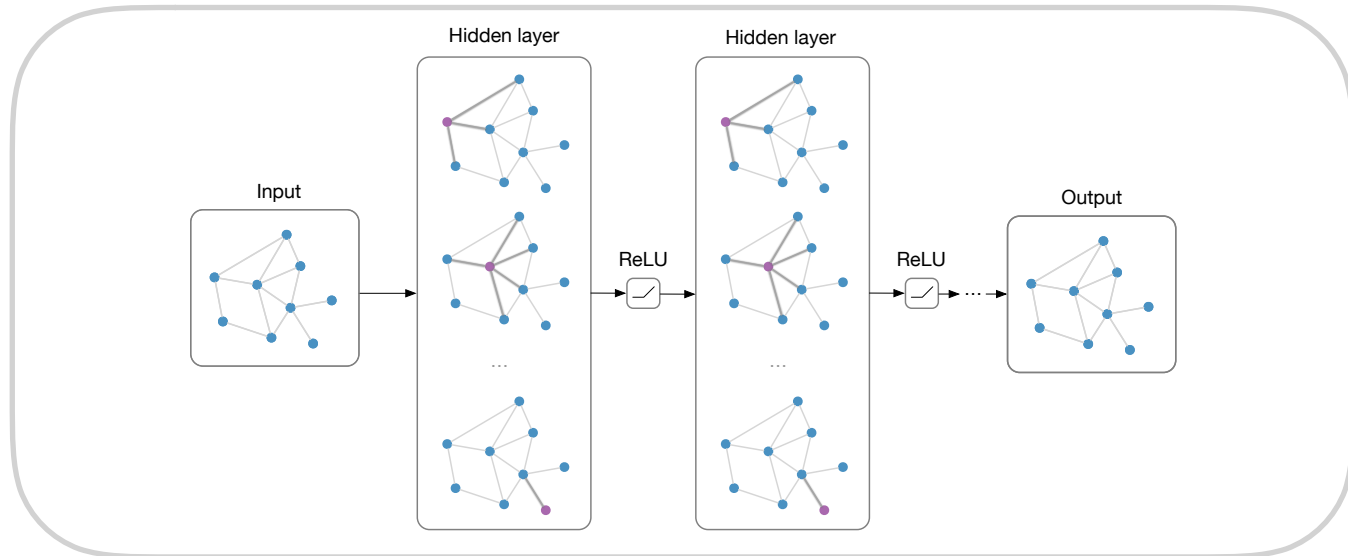 Hidden layer
Hidden layer
Input
ReLU
ReLU
Output
...
...
...